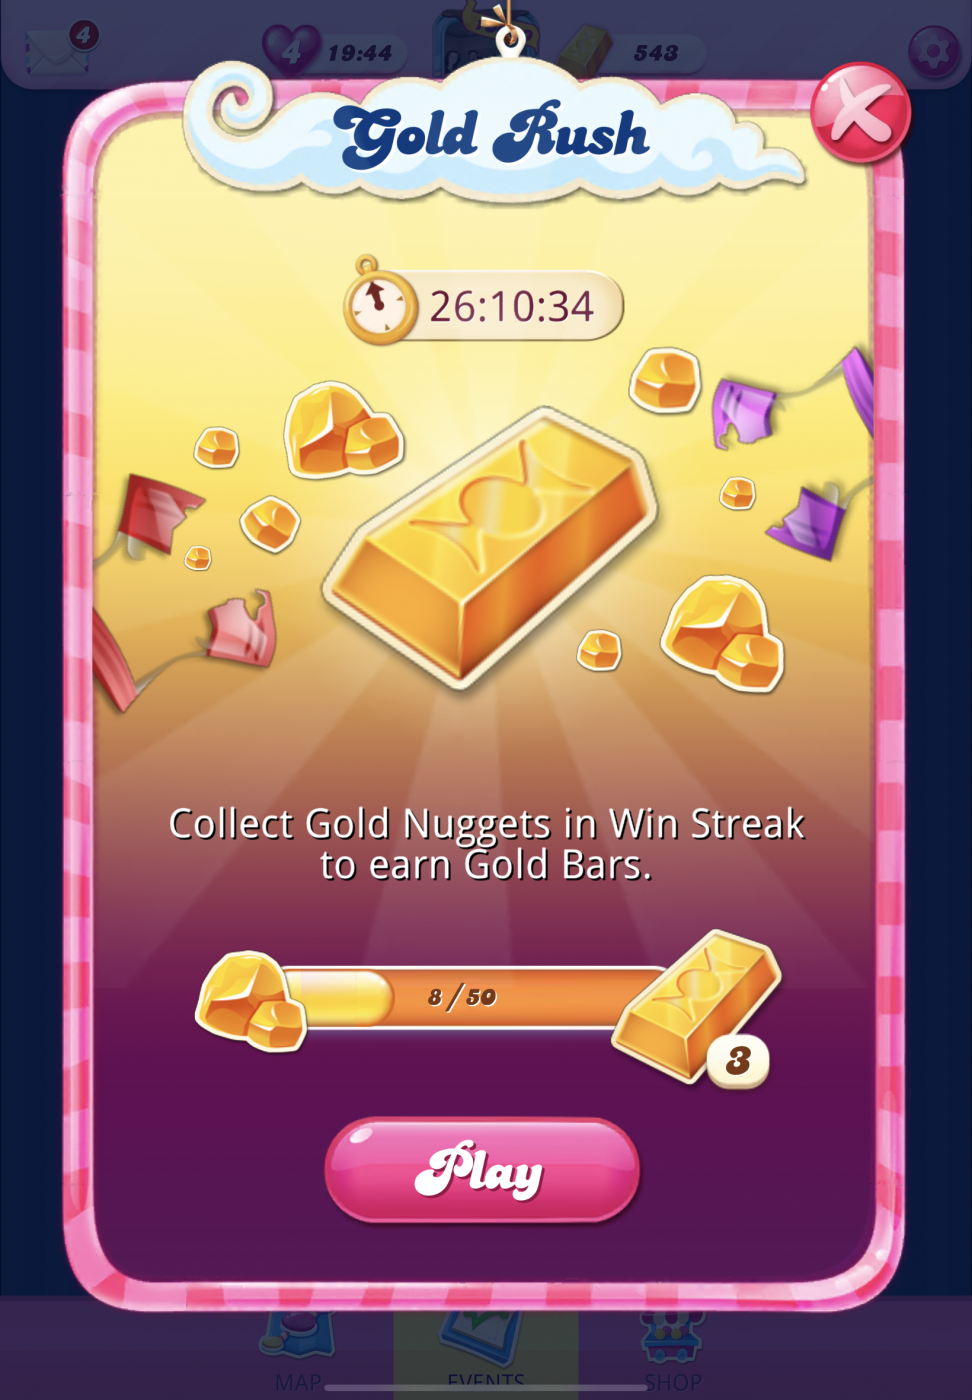 4
4
19:44
543
Gold Rush
26:10:34
Collect Gold Nuggets in Win Streak
to earn Gold Bars.
8/50
3
Play
MAP
EVENTS
SHOP